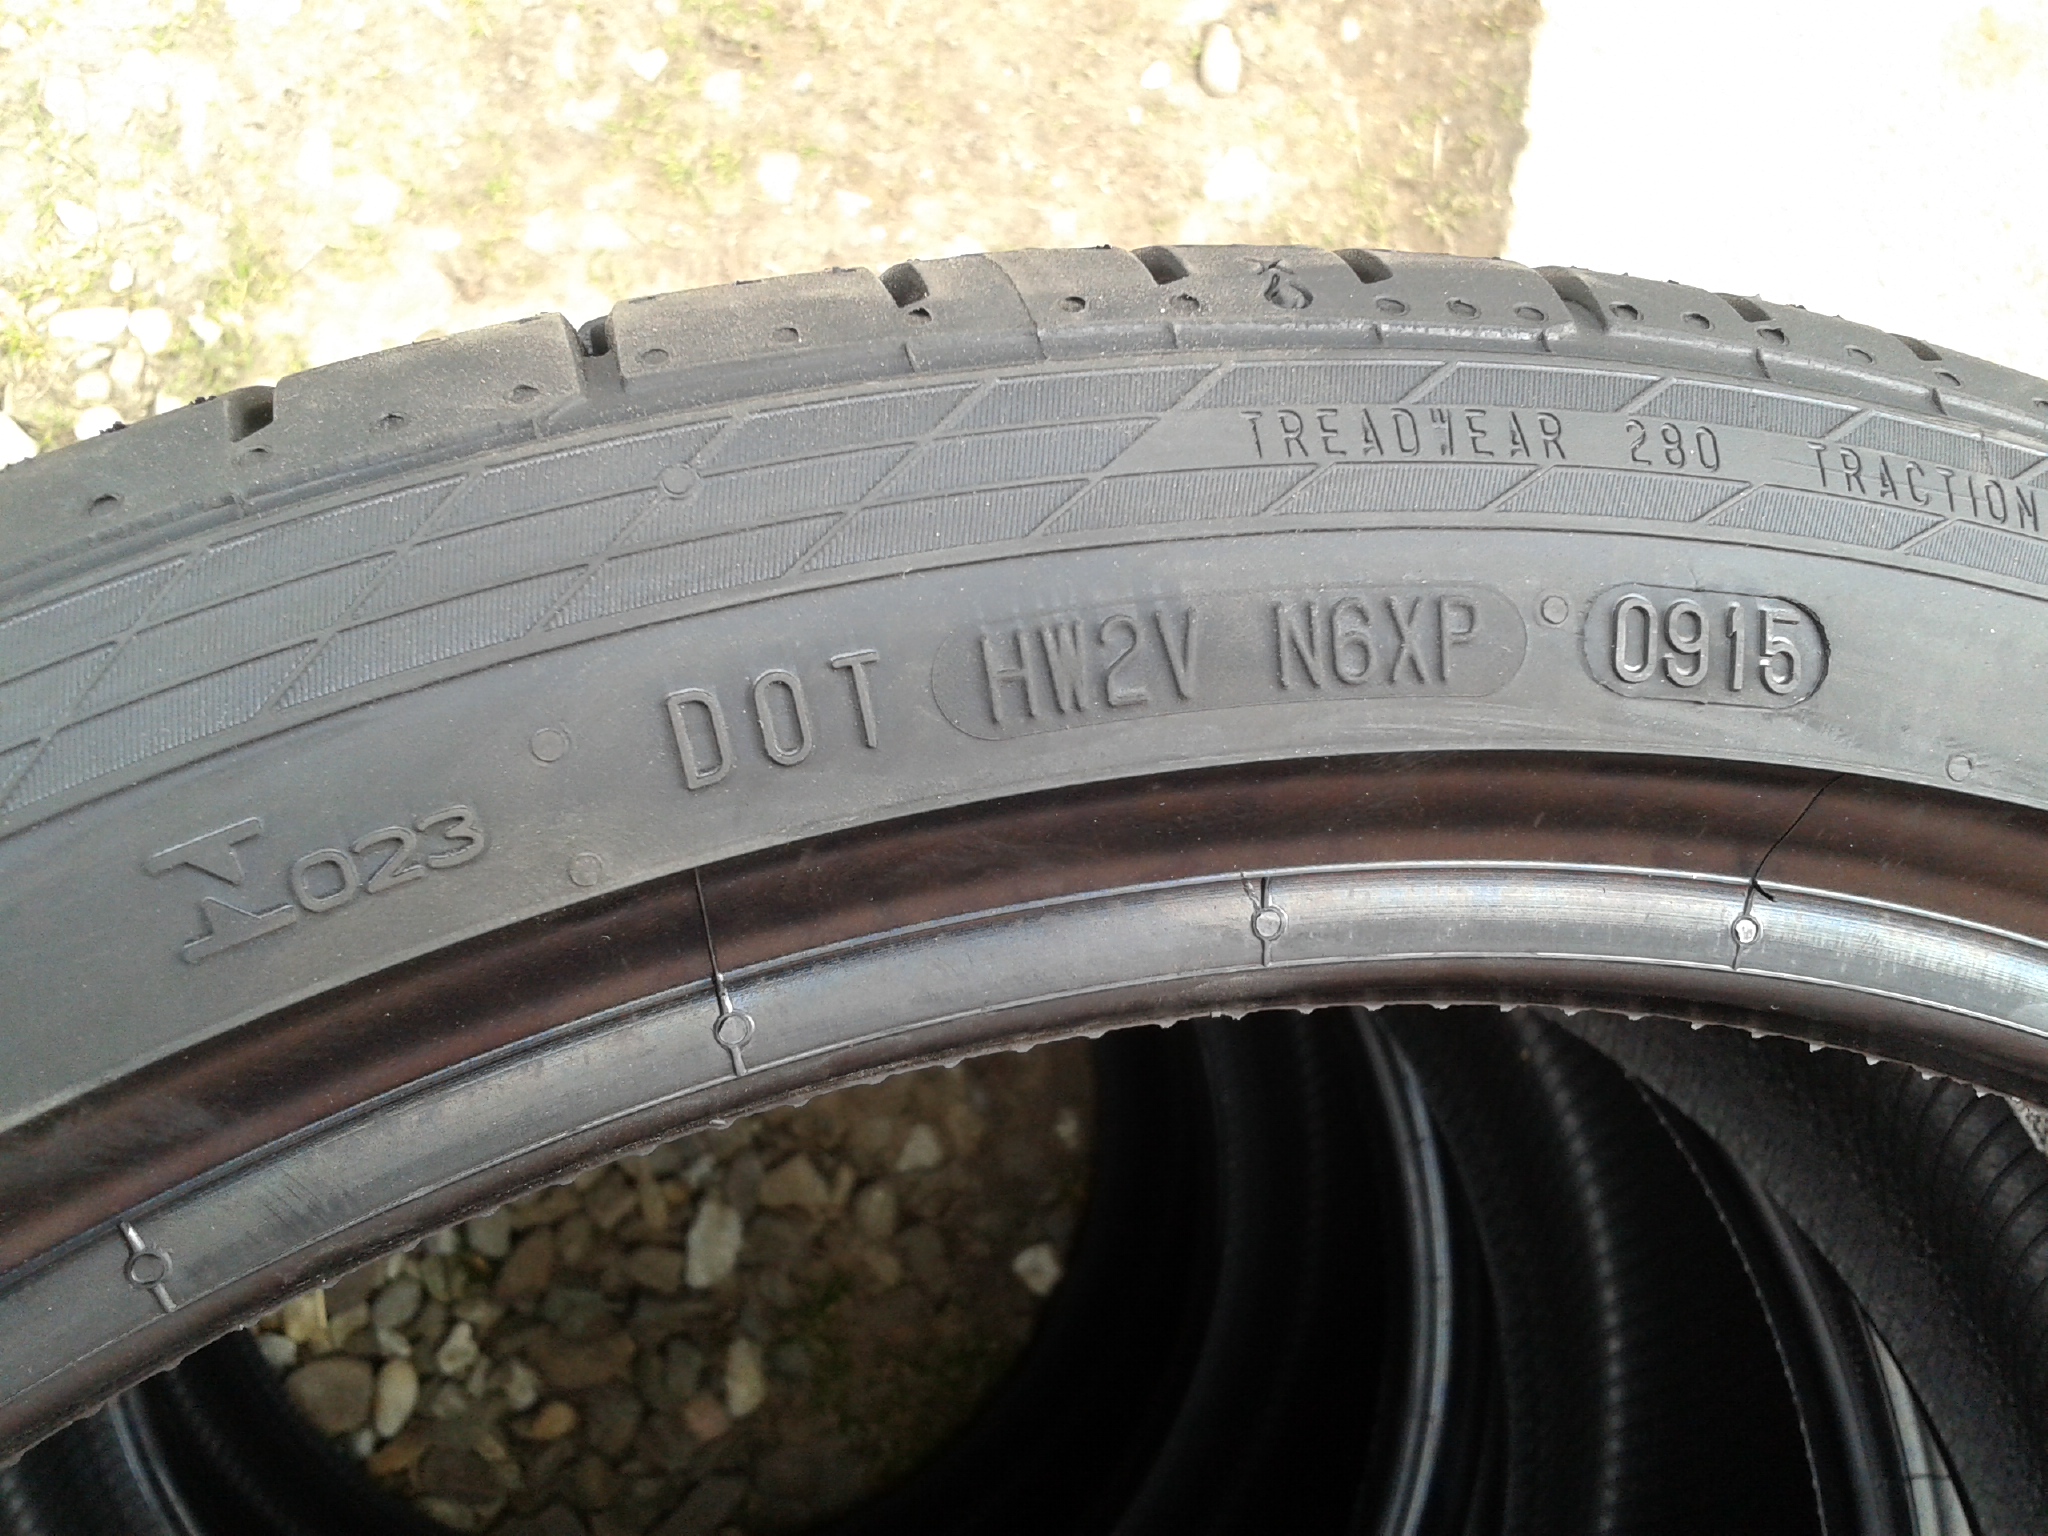 TREADWEAR 280 TRACTION
DOT HW2V N6XP 0915
023